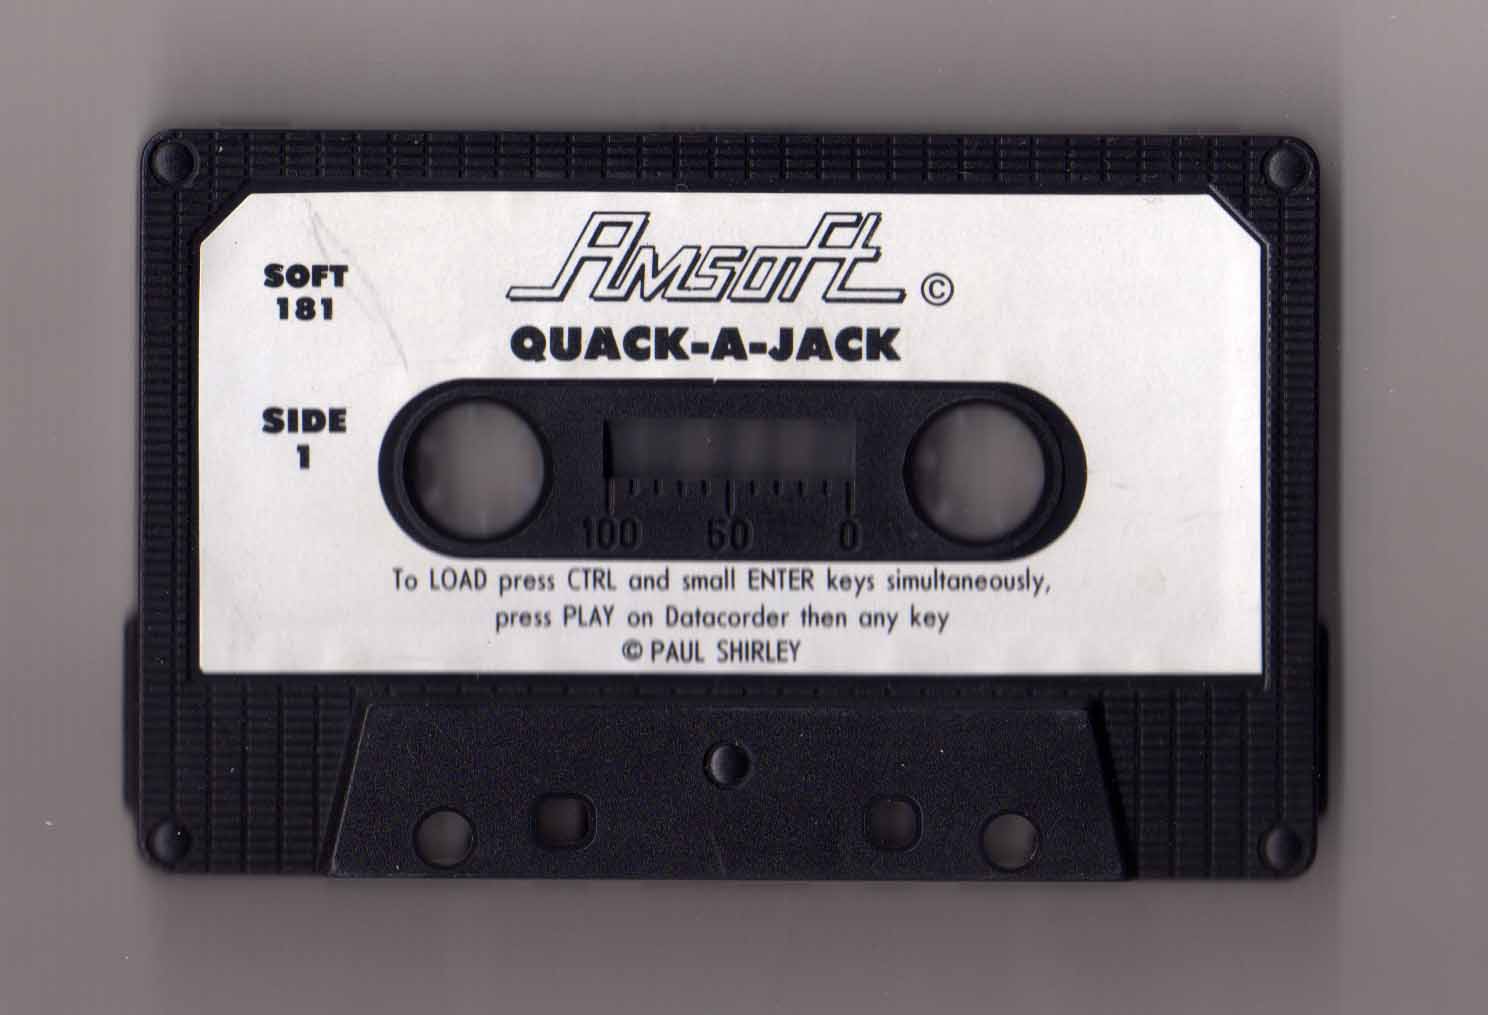 Amsoft ©
QUACK-A-JACK
SOFT
181
SIDE
1
100 50 0
To LOAD press CTRL and small ENTER keys simultaneously,
press PLAY on Datacorder then any key
© PAUL SHIRLEY